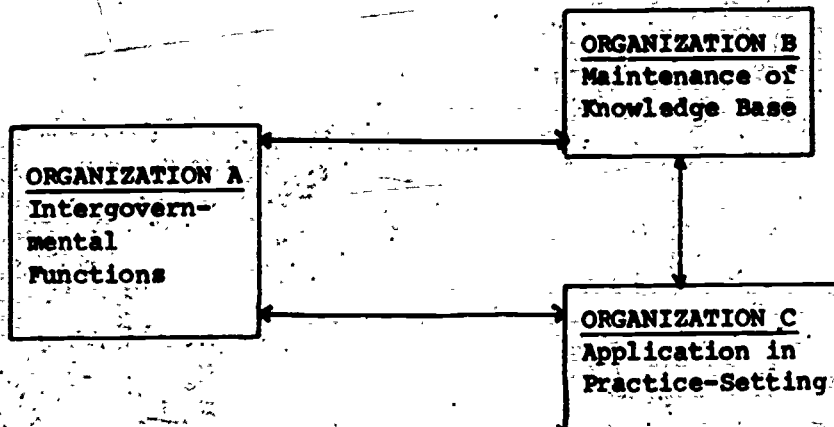 ORGANIZATION B
Maintenance of
Knowledge Base
ORGANIZATION A
Intergovern-
mental
Functions
ORGANIZATION C
Application in
Practice-Setting